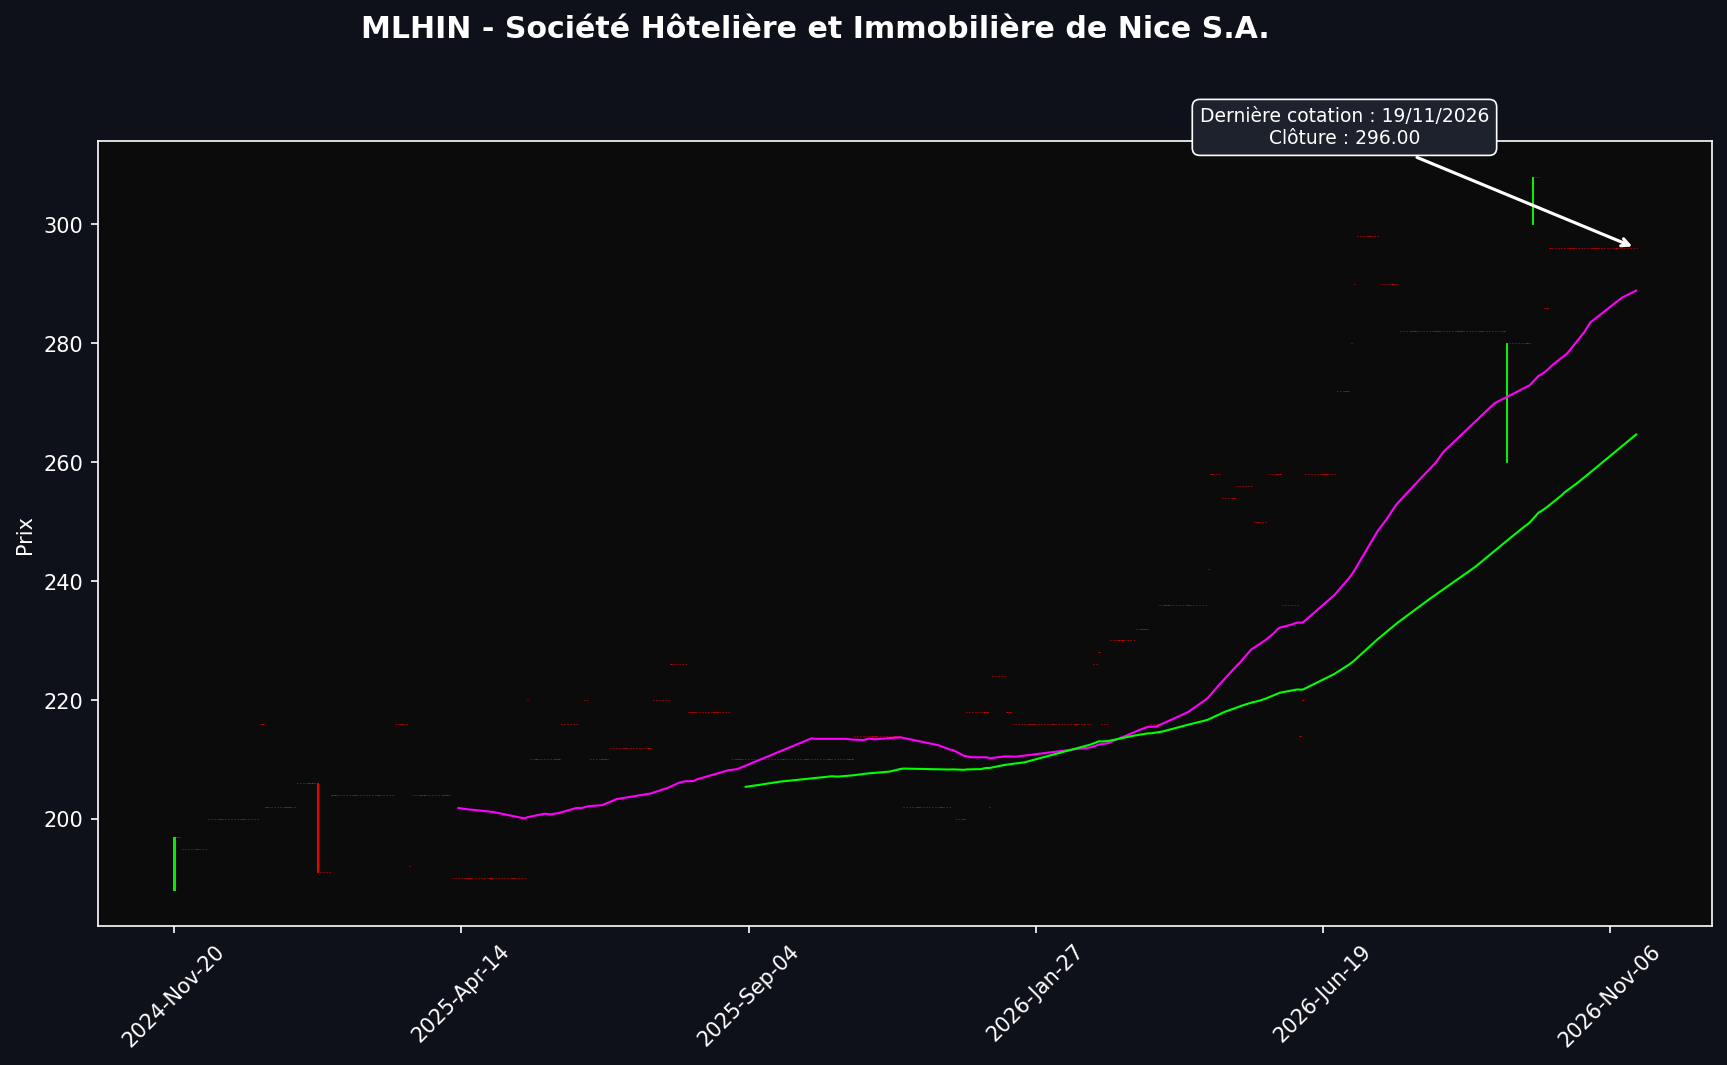 MLHIN - Société Hôtelière et Immobilière de Nice S.A.
Dernière cotation : 19/11/2026
Clôture : 296.00
Prix
300
280
260
240
220
200
2024-Nov-20
2025-Apr-14
2025-Sep-04
2026-Jan-27
2026-Jun-19
2026-Nov-06